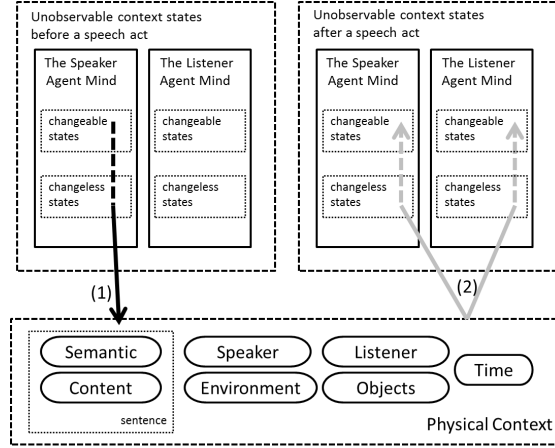 Unobservable context states
before a speech act
The Speaker
Agent Mind
changeable
states
changeless
states
The Listener
Agent Mind
changeable
states
changeless
states
Unobservable context states
after a speech act
The Speaker
Agent Mind
changeable
states
changeless
states
The Listener
Agent Mind
changeable
states
changeless
states
(1)
(2)
Semantic
Content
sentence
Speaker
Listener
Environment
Objects
Time
Physical Context